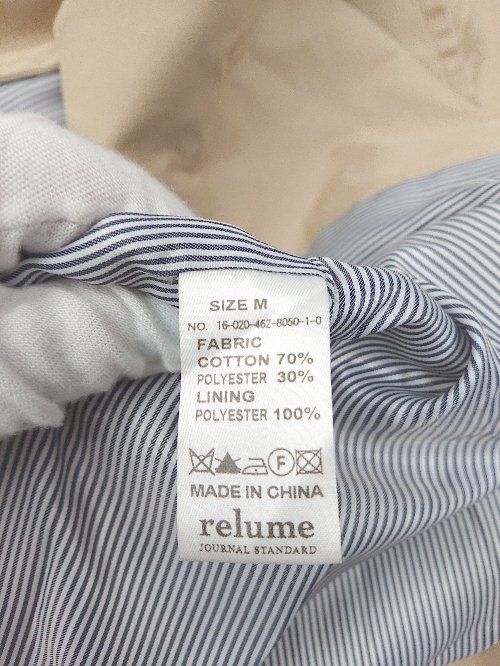 SIZE M
NO. 16-020-462-8050-1-0
FABRIC
COTTON 70%
POLYESTER 30%
LINING
POLYESTER 100%
F
MADE IN CHINA
relume
JOURNAL STANDARD